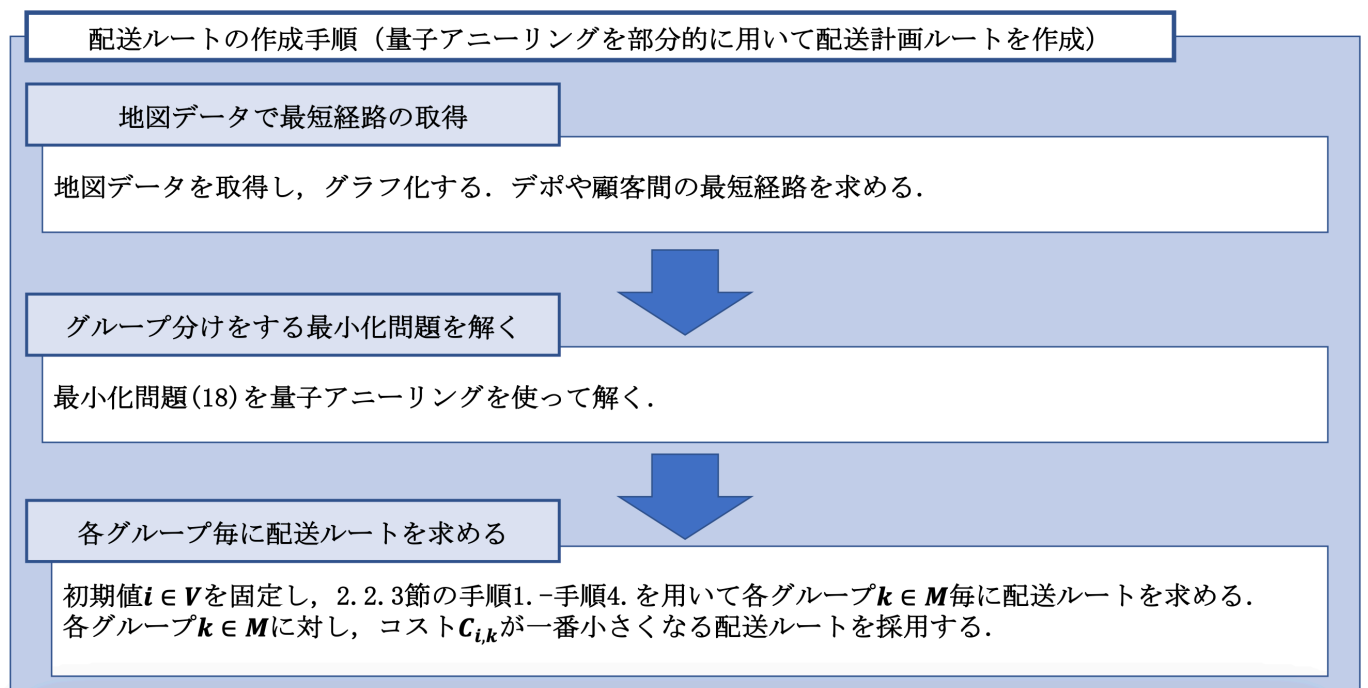 配送ルートの作成手順（量子アニーリングを部分的に用いて配送計画ルートを作成）
地図データで最短経路の取得
地図データを取得し，グラフ化する．デポや顧客間の最短経路を求める．
グループ分けをする最小化問題を解く
最小化問題(18)を量子アニーリングを使って解く．
各グループ毎に配送ルートを求める
初期値i ∈ Vを固定し，2.2.3節の手順1.-手順4.を用いて各グループk ∈ M毎に配送ルートを求める．
各グループk ∈ Mに対し，コストC_{i,k}が一番小さくなる配送ルートを採用する．